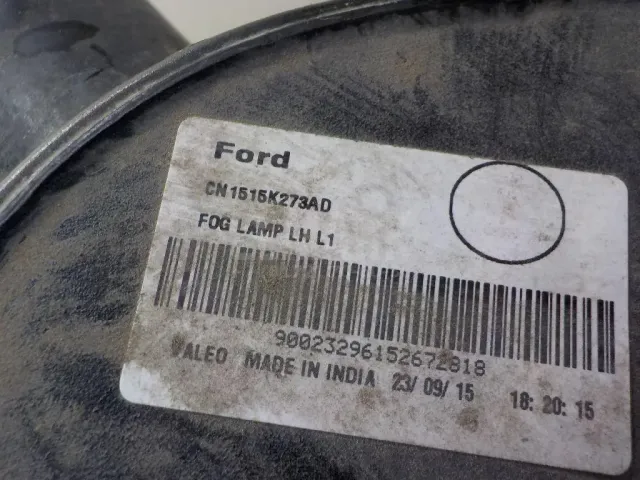 Ford
CN1515K273AD
FOG LAMP LH L1
90023296152672818
VALEO MADE IN INDIA 23/09/15 18:20:15